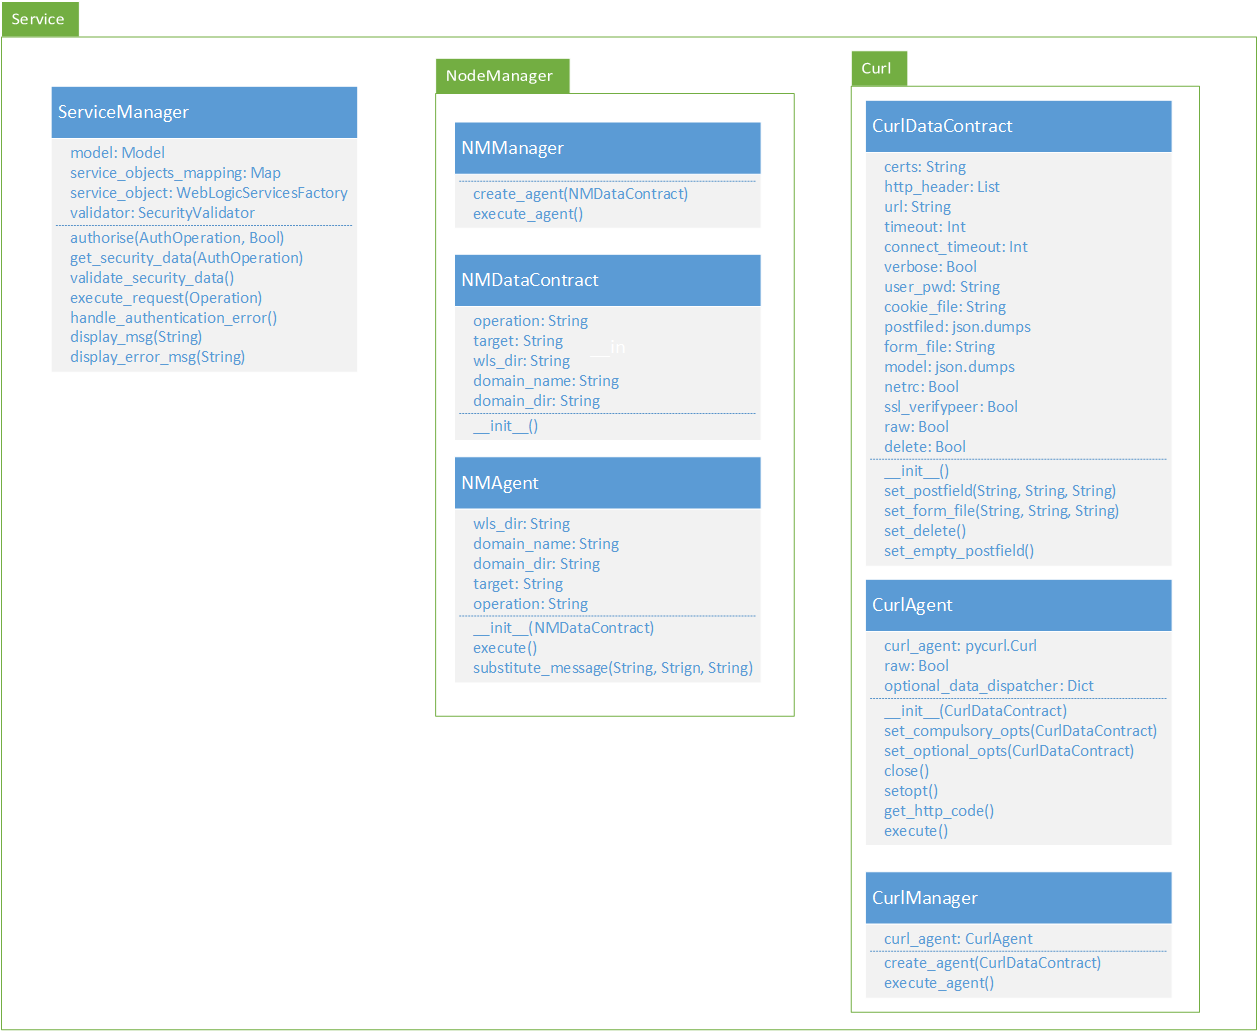 Service
ServiceManager
model: Model
service_objects_mapping: Map
service_object: WebLogicServicesFactory
validator: SecurityValidator
authorise(AuthOperation, Bool)
get_security_data(AuthOperation)
validate_security_data()
execute_request(Operation)
handle_authentication_error()
display_msg(String)
display_error_msg(String)
NodeManager
NMManager
create_agent(NMDataContract)
execute_agent()
NMDataContract
operation: String
target: String
__in
wls_dir: String
domain_name: String
domain_dir: String
__init__()
NMAgent
wls_dir: String
domain_name: String
domain_dir: String
target: String
operation: String
__init__(NMDataContract)
execute()
substitute_message(String, Strign, String)
Curl
CurlDataContract
certs: String
http_header: List
url: String
timeout: Int
connect_timeout: Int
verbose: Bool
user_pwd: String
cookie_file: String
postfiled: json.dumps
form_file: String
model: json.dumps
netrc: Bool
ssl_verifypeer: Bool
raw: Bool
delete: Bool
__init__()
set_postfield(String, String, String)
set_form_file(String, String, String)
set_delete()
set_empty_postfield()
CurlAgent
curl_agent: pycurl.Curl
raw: Bool
optional_data_dispatcher: Dict
__init__(CurlDataContract)
set_compulsory_opts(CurlDataContract)
set_optional_opts(CurlDataContract)
close()
setopt()
get_http_code()
execute()
CurlManager
curl_agent: CurlAgent
create_agent(CurlDataContract)
execute_agent()